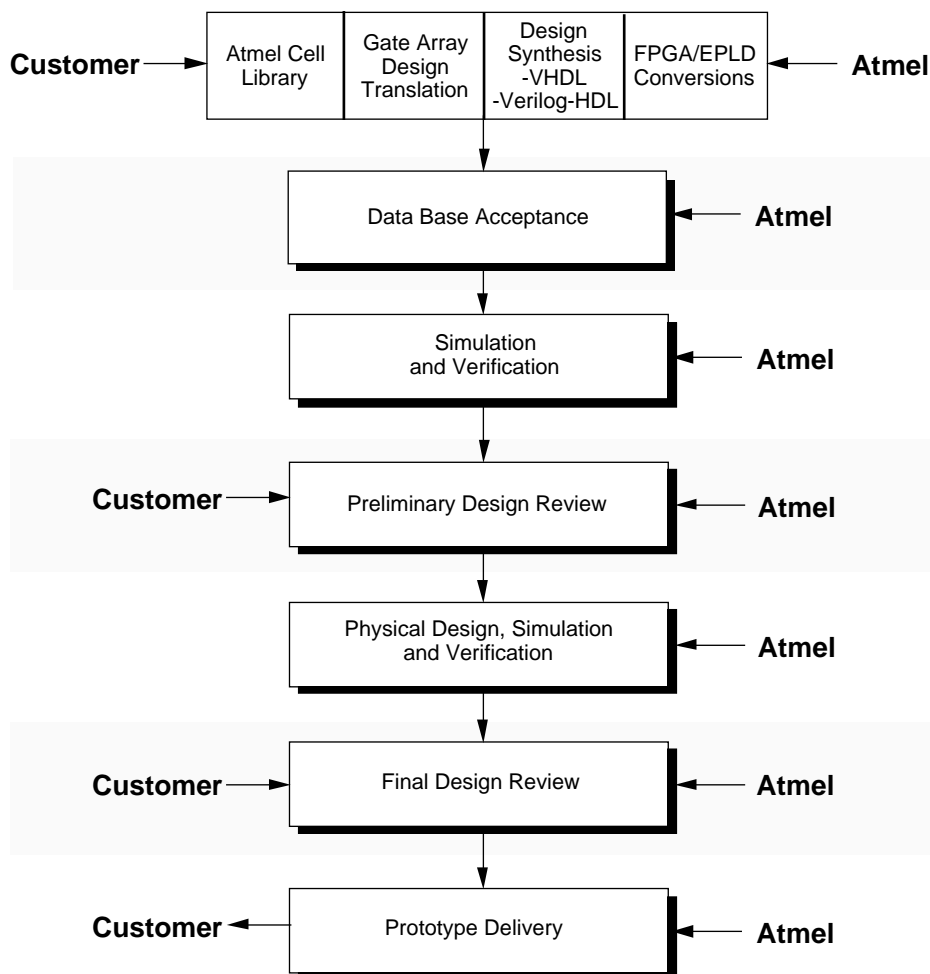 Customer
Atmel Cell
Library
Gate Array
Design
Translation
Design
Synthesis
-VHDL
-Verilog-HDL
FPGA/EPLD
Conversions
Atmel
Data Base Acceptance
Atmel
Simulation
and Verification
Atmel
Customer
Preliminary Design Review
Atmel
Physical Design, Simulation
and Verification
Atmel
Customer
Final Design Review
Atmel
Customer
Prototype Delivery
Atmel